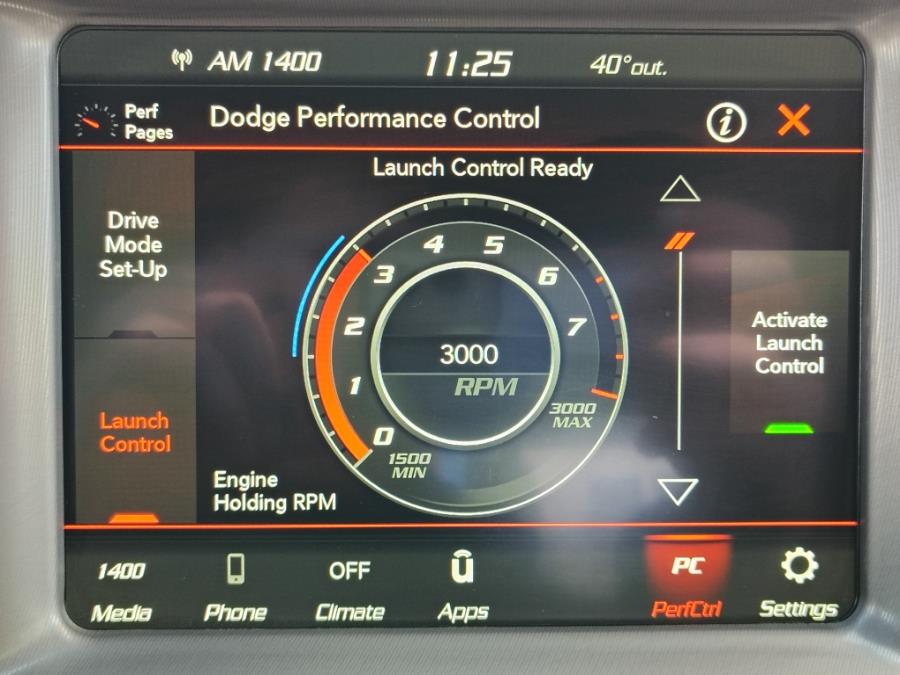 AM 1400 11:25 40°out.
Perf
Pages
Dodge Performance Control
i
Launch Control Ready
Drive
Mode
Set-Up
Launch
Control
4 5
3 6
2 7
1
0
3000
RPM
1500
MIN
3000
MAX
Engine
Holding RPM
Activate
Launch
Control
1400 OFF PC
Media Phone Climate Apps PerfCtrl Settings